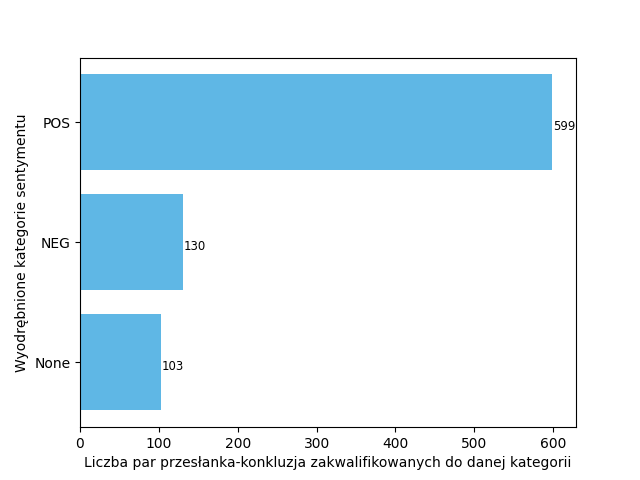 Wyodrębnione kategorie sentymentu
POS
599
NEG
130
None
103
0 100 200 300 400 500 600
Liczba par przesłanka-konkluzja zakwalifikowanych do danej kategorii